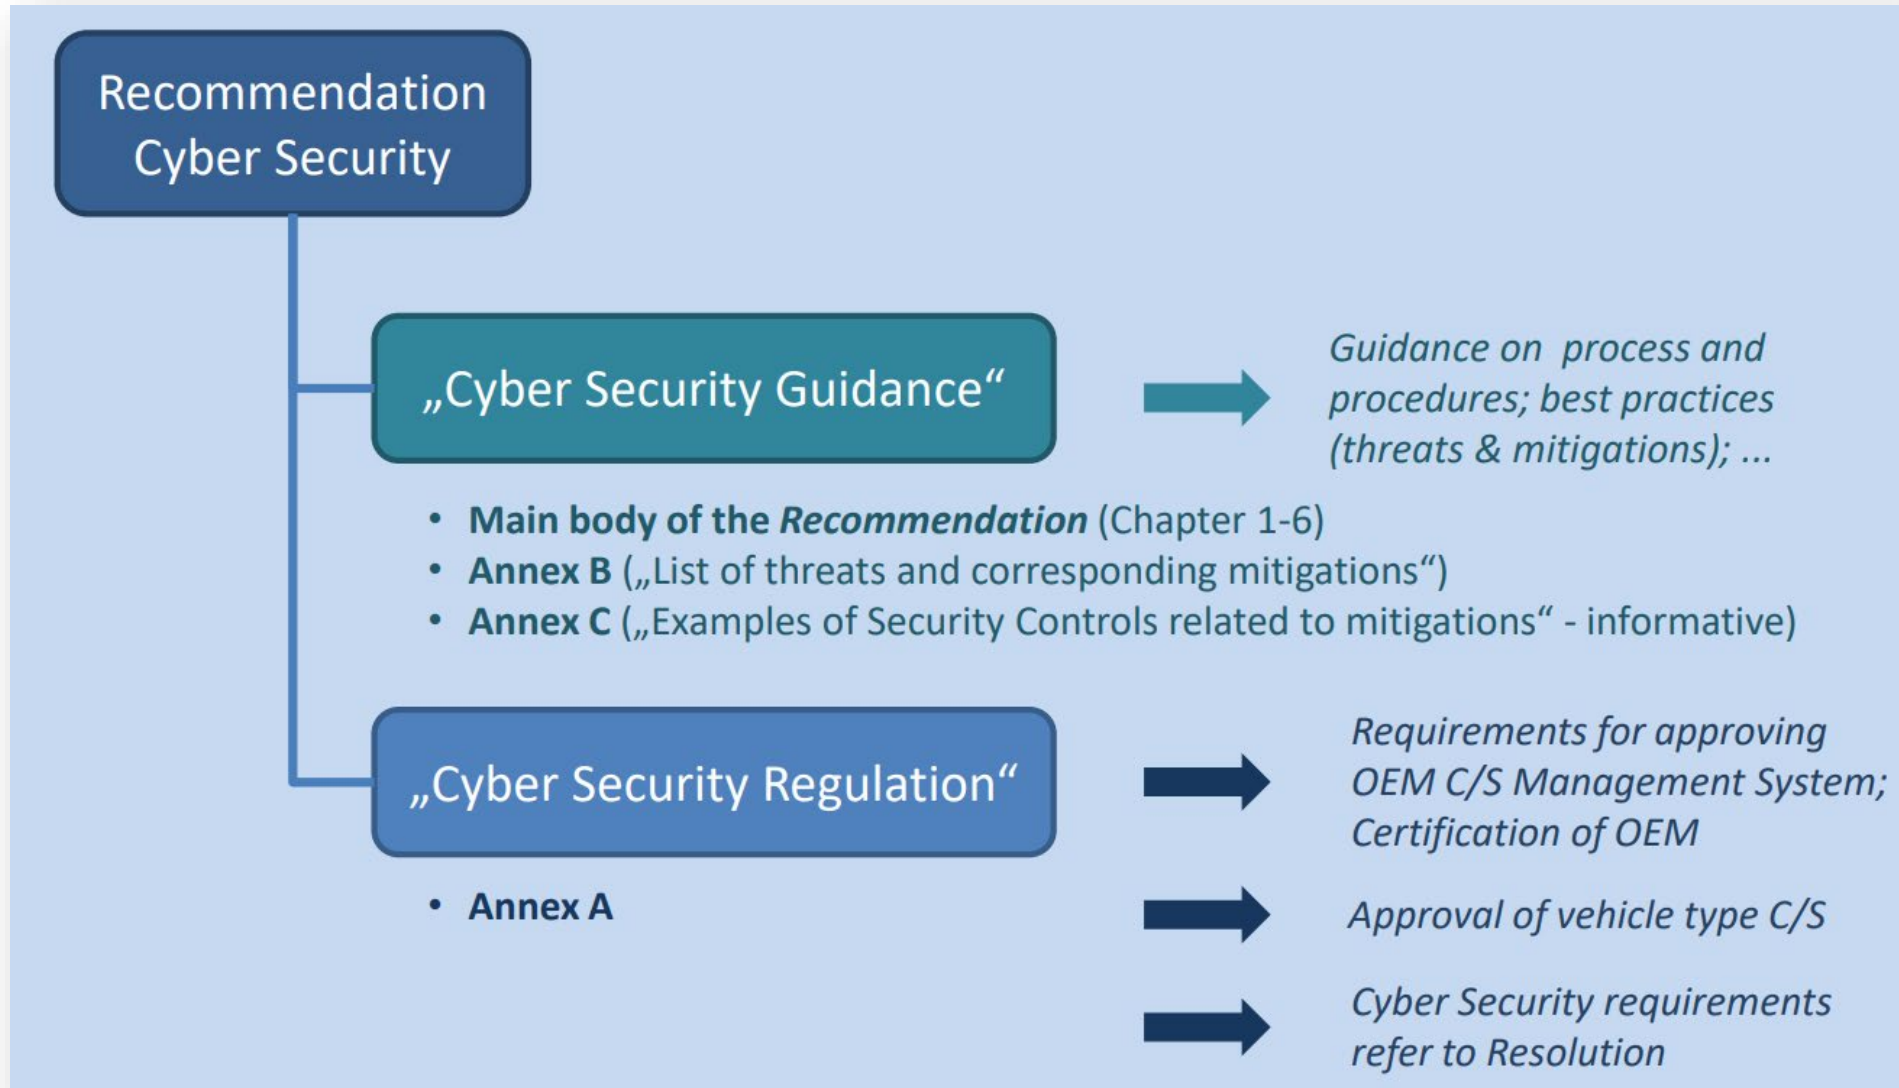 Recommendation
Cyber Security
„Cyber Security Guidance“
Guidance on process and
procedures; best practices
(threats & mitigations); ...
• Main body of the Recommendation (Chapter 1-6)
• Annex B („List of threats and corresponding mitigations“)
• Annex C („Examples of Security Controls related to mitigations“ - informative)
„Cyber Security Regulation“
Requirements for approving
OEM C/S Management System;
Certification of OEM
• Annex A
Approval of vehicle type C/S
Cyber Security requirements
refer to Resolution